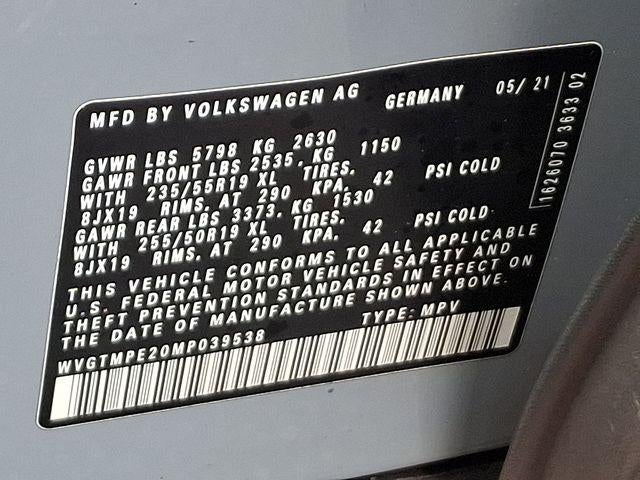 MFD BY VOLKSWAGEN AG GERMANY 05/ 21
GVWR LBS 5798 KG 2630
GAWR FRONT LBS 2535. KG 1150
WITH 235/55R19 XL TIRES.
8JX19 RIMS. AT 290 KPA. 42 PSI COLD
GAWR REAR LBS 3373. KG 1530
WITH 255/50R19 XL TIRES.
8JX19 RIMS. AT 290 KPA. 42 PSI COLD.
THIS VEHICLE CONFORMS TO ALL APPLICABLE
U.S. FEDERAL MOTOR VEHICLE SAFETY AND
THEFT PREVENTION STANDARDS IN EFFECT ON
THE DATE OF MANUFACTURE SHOWN ABOVE.
WVGTMPE20MP039538 TYPE: MPV
1626070 3633 02